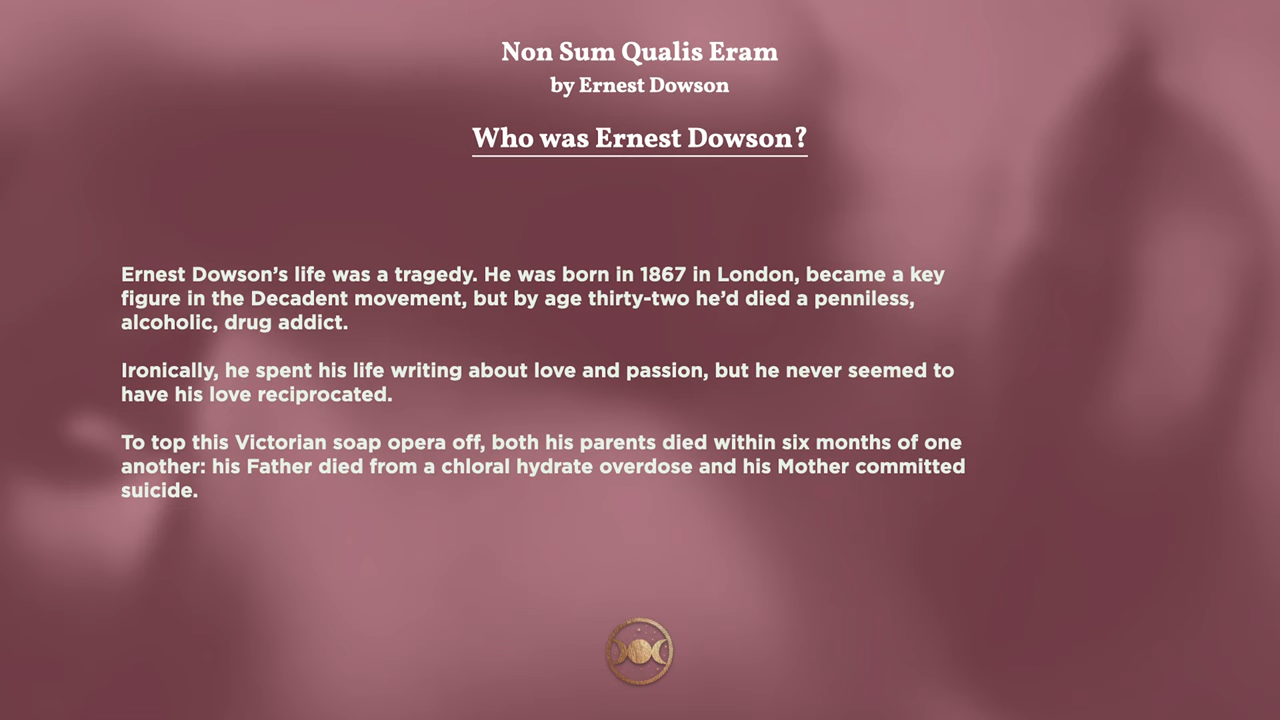 Non Sum Qualis Eram
by Ernest Dowson
Who was Ernest Dowson?
Ernest Dowson’s life was a tragedy. He was born in 1867 in London, became a key
figure in the Decadent movement, but by age thirty-two he’d died a penniless,
alcoholic, drug addict.
Ironically, he spent his life writing about love and passion, but he never seemed to
have his love reciprocated.
To top this Victorian soap opera off, both his parents died within six months of one
another: his Father died from a chloral hydrate overdose and his Mother committed
suicide.